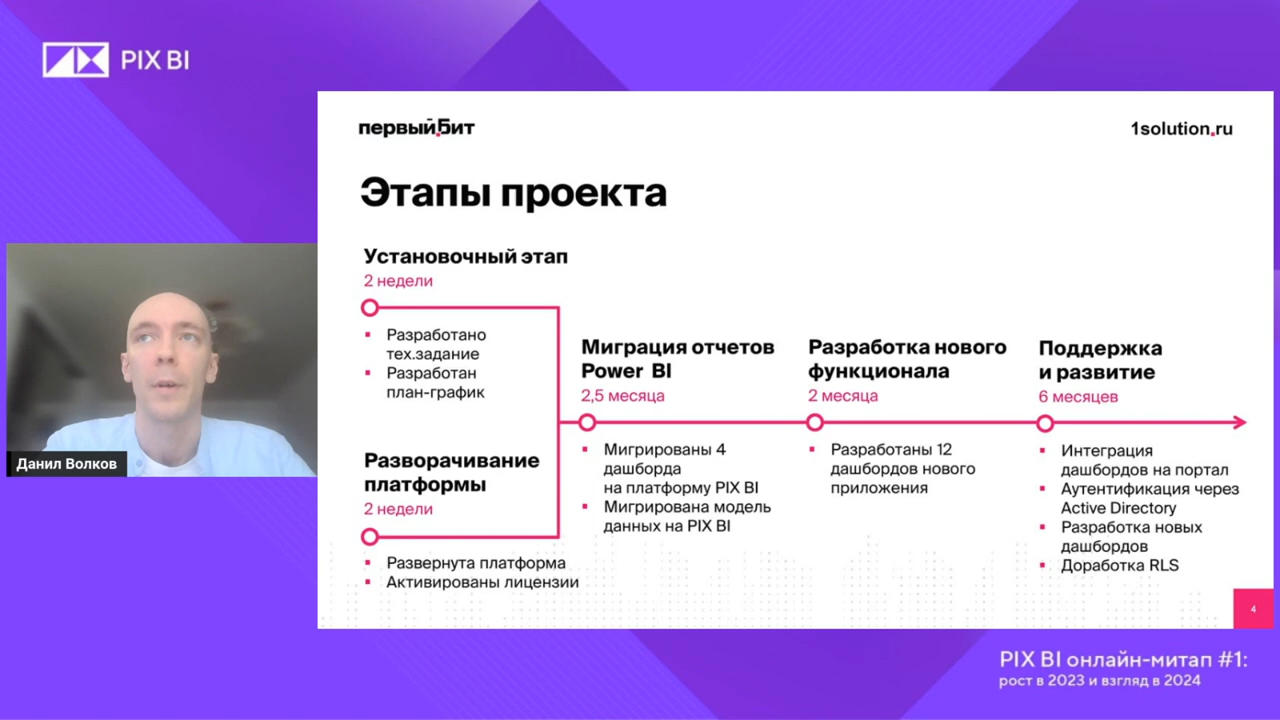 PIX BI
первый.Бит
1solution.ru
Этапы проекта
Установочный этап
2 недели
Разработано
тех.задание
Разработан
план-график
Разворачивание
платформы
2 недели
Развернута платформа
Активированы лицензии
Миграция отчетов
Power BI
2,5 месяца
Мигрированы 4
дашборда
на платформу PIX BI
Мигрирована модель
данных на PIX BI
Разработка нового
функционала
2 месяца
Разработаны 12
дашбордов нового
приложения
Поддержка
и развитие
6 месяцев
Интеграция
дашбордов на портал
Аутентификация через
Active Directory
Разработка новых
дашбордов
Доработка RLS
4
Данил Волков
PIX BI онлайн-митап #1:
рост в 2023 и взгляд в 2024